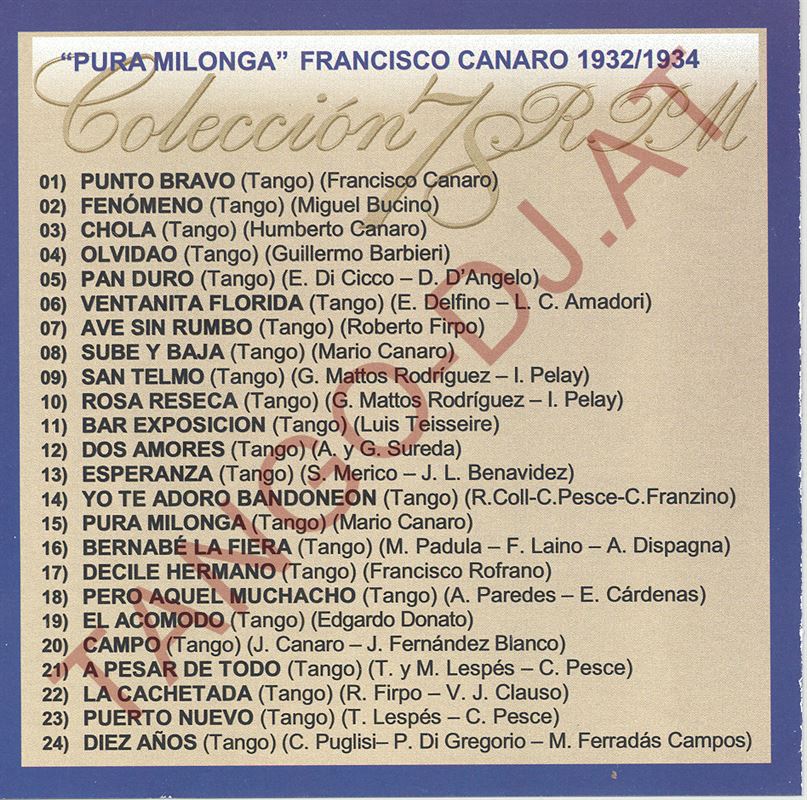 "PURA MILONGA" FRANCISCO CANARO 1932/1934
Colección 78 R.P.M
01) PUNTO BRAVO (Tango) (Francisco Canaro)
02) FENÓMENO (Tango) (Miguel Bucino)
03) CHOLA (Tango) (Humberto Canaro)
04) OLVIDAO (Tango) (Guillermo Barbieri)
05) PAN DURO (Tango) (E. Di Cicco – D. D'Angelo)
06) VENTANITA FLORIDA (Tango) (E. Delfino – L. C. Amadori)
07) AVE SIN RUMBO (Tango) (Roberto Firpo)
08) SUBE Y BAJA (Tango) (Mario Canaro)
09) SAN TELMO (Tango) (G. Mattos Rodríguez – I. Pelay)
10) ROSA RESECA (Tango) (G. Mattos Rodríguez – I. Pelay)
11) BAR EXPOSICION (Tango) (Luis Teisseire)
12) DOS AMORES (Tango) (A. y G. Sureda)
13) ESPERANZA (Tango) (S. Merico – J. L. Benavidez)
14) YO TE ADORO BANDONEON (Tango) (R.Coll-C.Pesce-C.Franzino)
15) PURA MILONGA (Tango) (Mario Canaro)
16) BERNABÉ LA FIERA (Tango) (M. Padula – F. Laino – A. Dispagna)
17) DECILE HERMANO (Tango) (Francisco Rofrano)
18) PERO AQUEL MUCHACHO (Tango) (A. Paredes – E. Cárdenas)
19) EL ACOMODO (Tango) (Edgardo Donato)
20) CAMPO (Tango) (J. Canaro – J. Fernández Blanco)
21) A PESAR DE TODO (Tango) (T. y M. Lespés – C. Pesce)
22) LA CACHETADA (Tango) (R. Firpo – V. J. Clauso)
23) PUERTO NUEVO (Tango) (T. Lespés – C. Pesce)
24) DIEZ AÑOS (Tango) (C. Puglisi– P. Di Gregorio – M. Ferradás Campos)
TANGO-DJ.AT